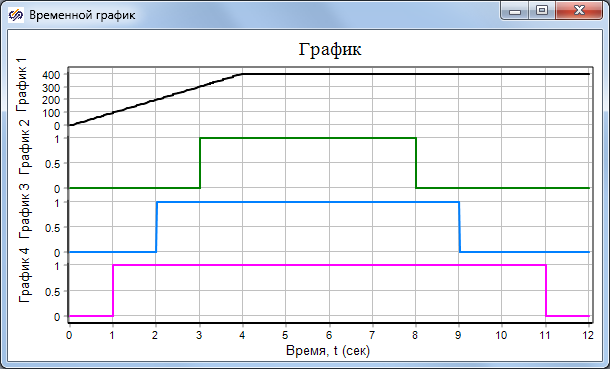 Временной график
График
График 1
400
300
200
100
0
График 2
1
0.5
0
График 3
1
0.5
0
График 4
1
0.5
0
0 1 2 3 4 5 6 7 8 9 10 11 12
Время, t (сек)